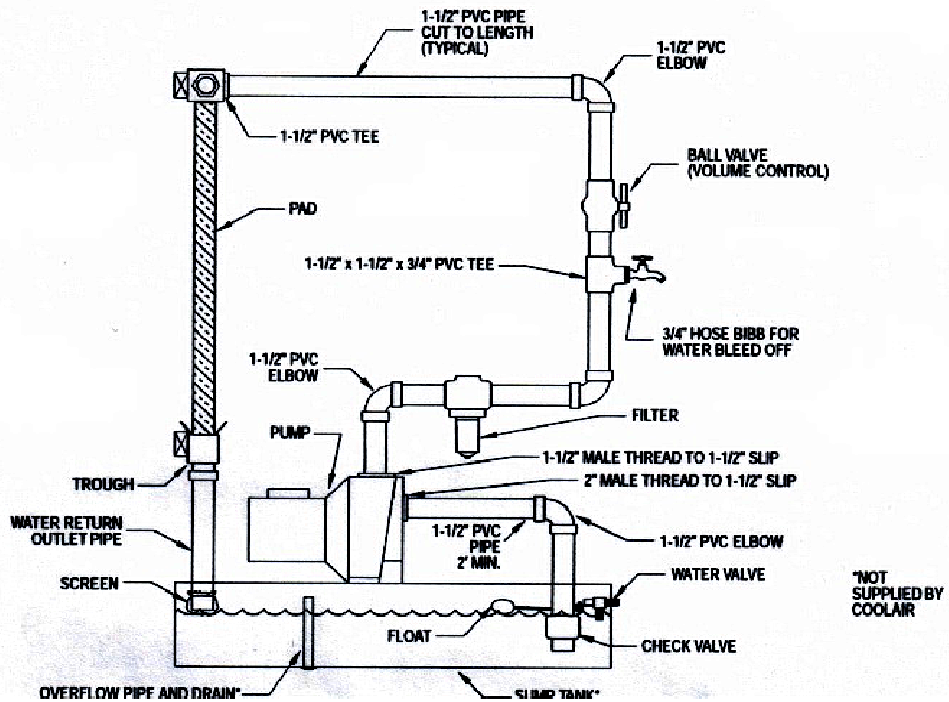 1-1/2" PVC PIPE
CUT TO LENGTH
(TYPICAL)
1-1/2" PVC
ELBOW
1-1/2" PVC TEE
BALL VALVE
(VOLUME CONTROL)
PAD
1-1/2" x 1-1/2" x 3/4" PVC TEE
3/4" HOSE BIBB FOR
WATER BLEED OFF
1-1/2" PVC
ELBOW
FILTER
PUMP
1-1/2" MALE THREAD TO 1-1/2" SLIP
TROUGH
2" MALE THREAD TO 1-1/2" SLIP
WATER RETURN
OUTLET PIPE
1-1/2" PVC
PIPE
2' MIN.
1-1/2" PVC ELBOW
SCREEN
WATER VALVE
*NOT
SUPPLIED BY
COOLAIR
FLOAT
CHECK VALVE
OVERFLOW PIPE AND DRAIN*
SUMP TANK*